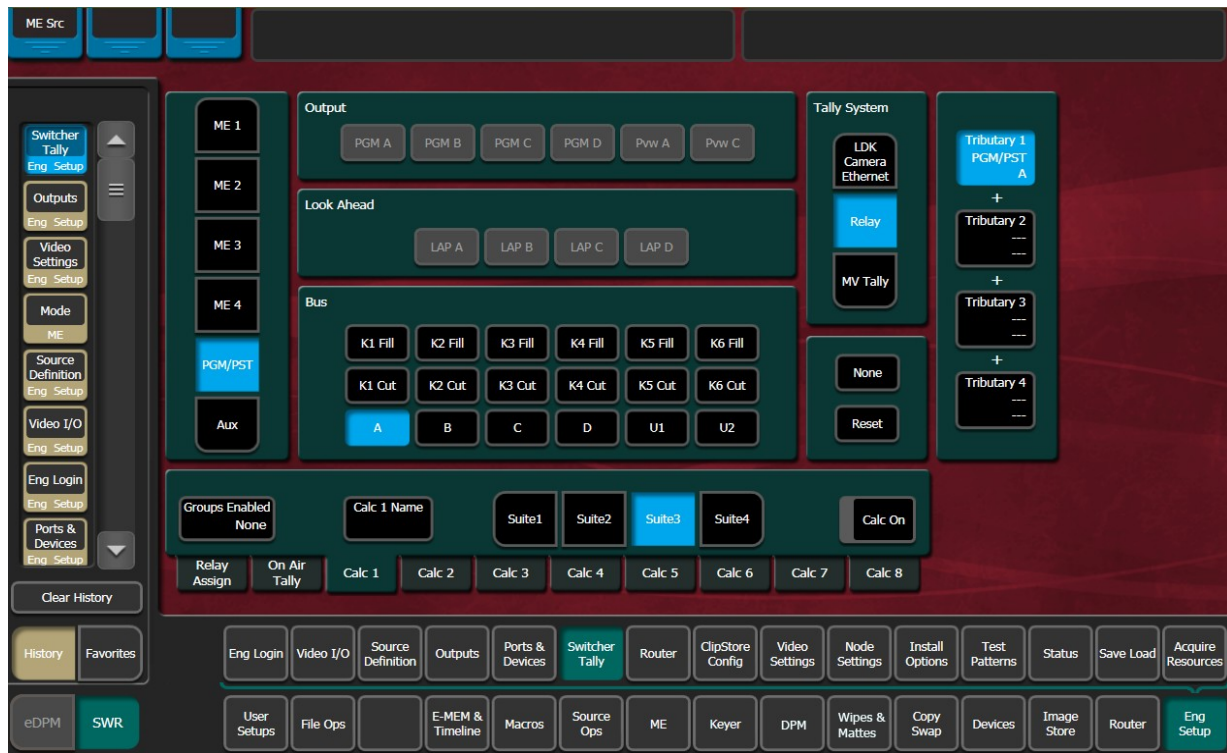 ME Src
Switcher
Tally
Eng Setup
Outputs
Eng Setup
Video
Settings
Eng Setup
Mode
ME
Source
Definition
Eng Setup
Video I/O
Eng Setup
Eng Login
Eng Setup
Ports &
Devices
Eng Setup
Clear History
History
Favorites
eDPM
SWR
ME 1
ME 2
ME 3
ME 4
PGM/PST
Aux
Output
PGM A PGM B PGM C PGM D Pvw A Pvw C
Look Ahead
LAP A LAP B LAP C LAP D
Bus
K1 Fill K2 Fill K3 Fill K4 Fill K5 Fill K6 Fill
K1 Cut K2 Cut K3 Cut K4 Cut K5 Cut K6 Cut
A B C D U1 U2
Tally System
LDK
Camera
Ethernet
Relay
MV Tally
None
Reset
Tributary 1
PGM/PST
A
+
Tributary 2
---
---
+
Tributary 3
---
---
+
Tributary 4
---
---
Groups Enabled
None
Calc 1 Name
Suite1 Suite2 Suite3 Suite4
Calc On
Relay
Assign
On Air
Tally
Calc 1 Calc 2 Calc 3 Calc 4 Calc 5 Calc 6 Calc 7 Calc 8
Eng Login
Video I/O
Source
Definition
Outputs
Ports &
Devices
Switcher
Tally
Router
ClipStore
Config
Video
Settings
Node
Settings
Install
Options
Test
Patterns
Status
Save Load
Acquire
Resources
User
Setups
File Ops
E-MEM &
Timeline
Macros
Source
Ops
ME
Keyer
DPM
Wipes &
Mattes
Copy
Swap
Devices
Image
Store
Router
Eng
Setup